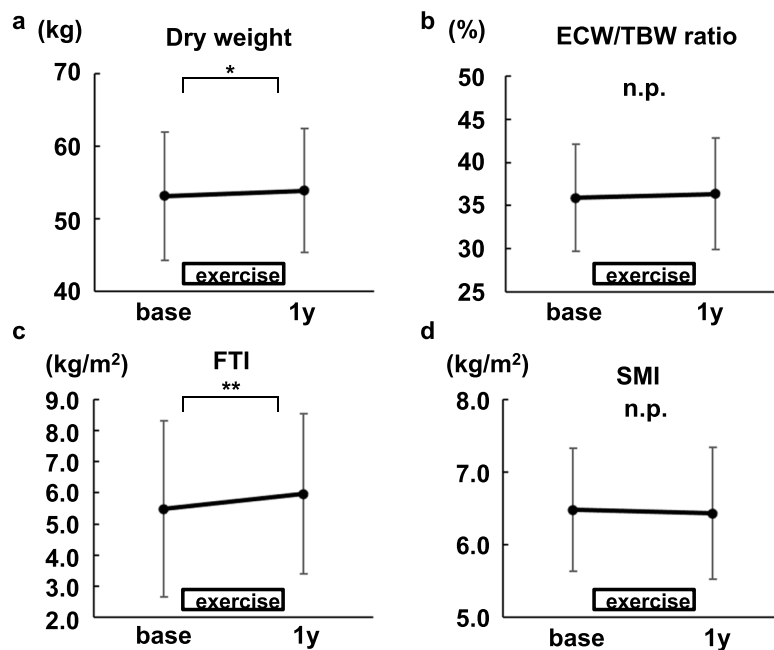 a (kg) Dry weight
*
70
60
50
40
exercise
base 1y
b (%) ECW/TBW ratio
n.p.
50
45
40
35
30
25
exercise
base 1y
c
(kg/m²) FTI
**
9.0
8.0
7.0
6.0
5.0
4.0
3.0
2.0
exercise
base 1y
d
(kg/m²) SMI
n.p.
8.0
7.0
6.0
5.0
exercise
base 1y